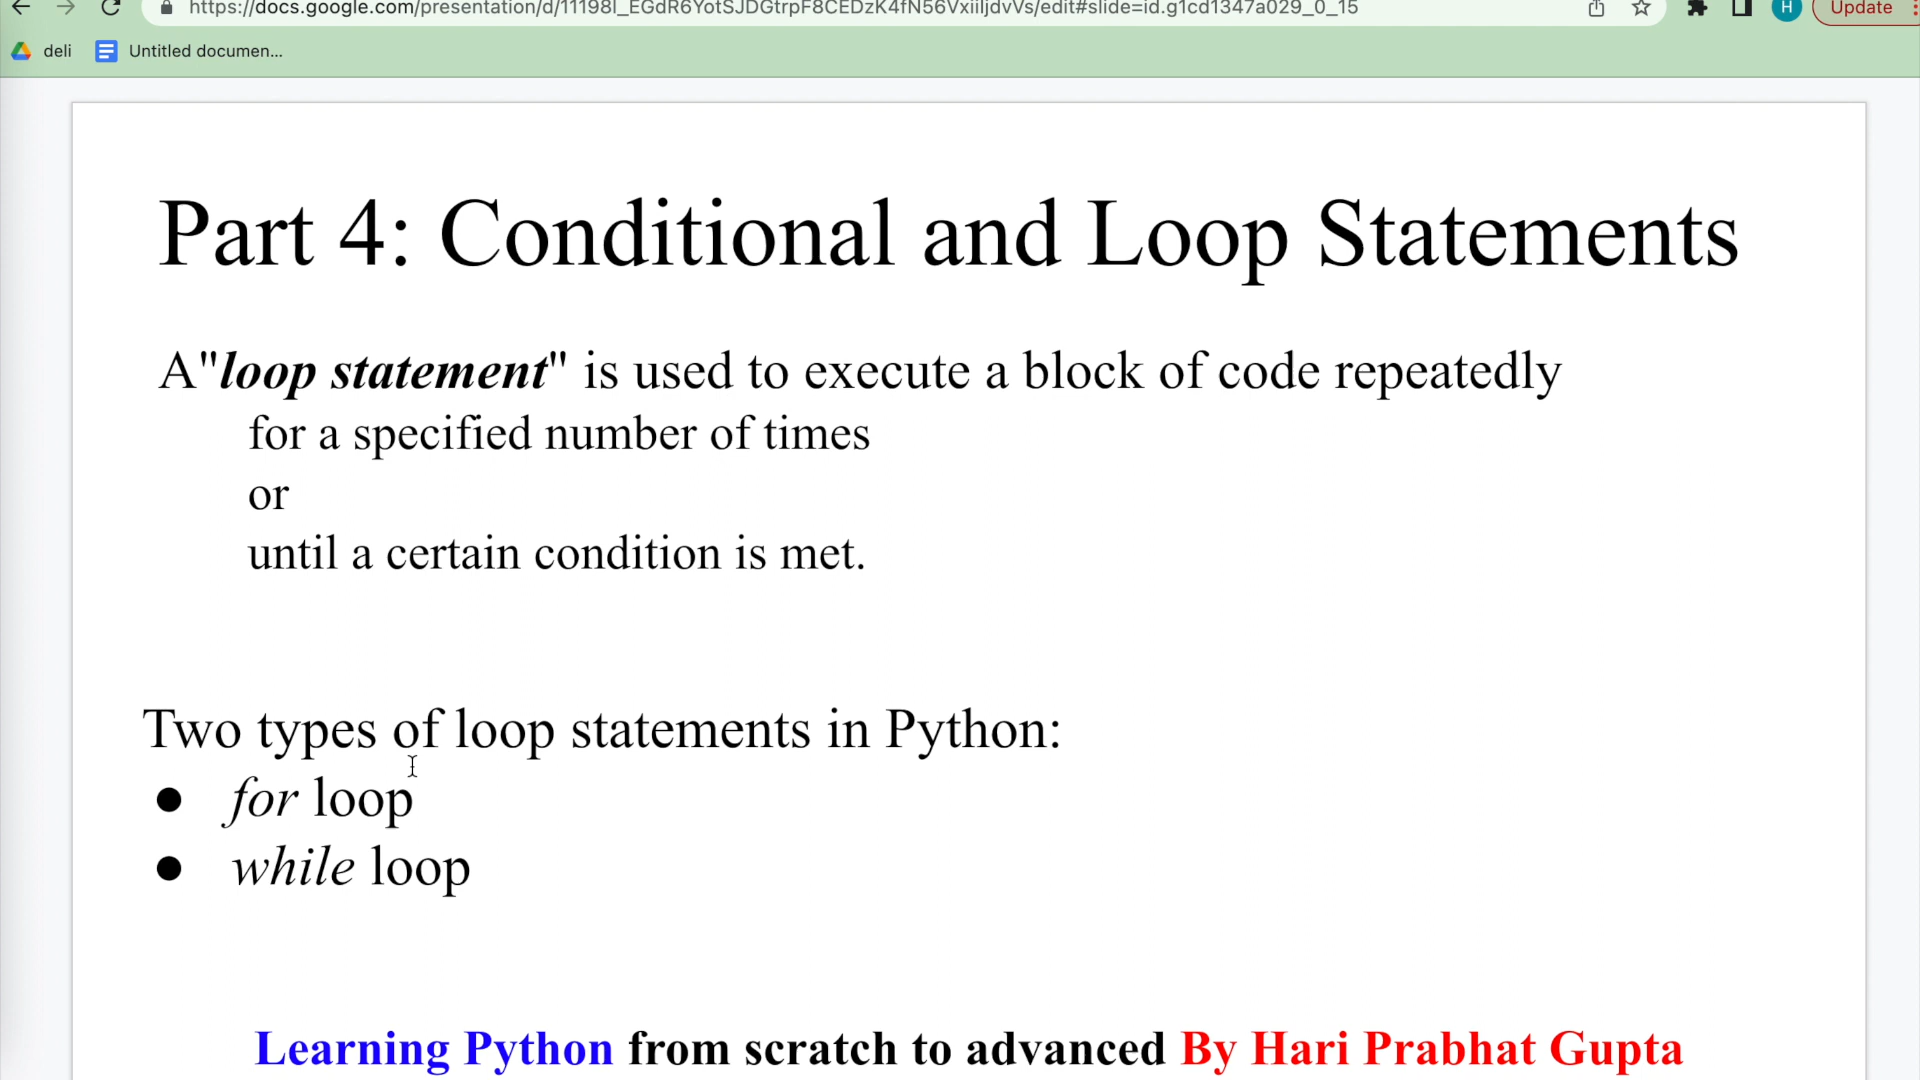 https://docs.google.com/presentation/d/11198I_EGdR6YotSJDGtrpF8CEDzK4fN56VxiiIjdvVs/edit#slide=id.g1cd1347a029_0_15
H
Update
deli
Untitled documen...
Part 4: Conditional and Loop Statements
A"loop statement" is used to execute a block of code repeatedly
for a specified number of times
or
until a certain condition is met.
Two types of loop statements in Python:
● for loop
● while loop
Learning Python from scratch to advanced By Hari Prabhat Gupta